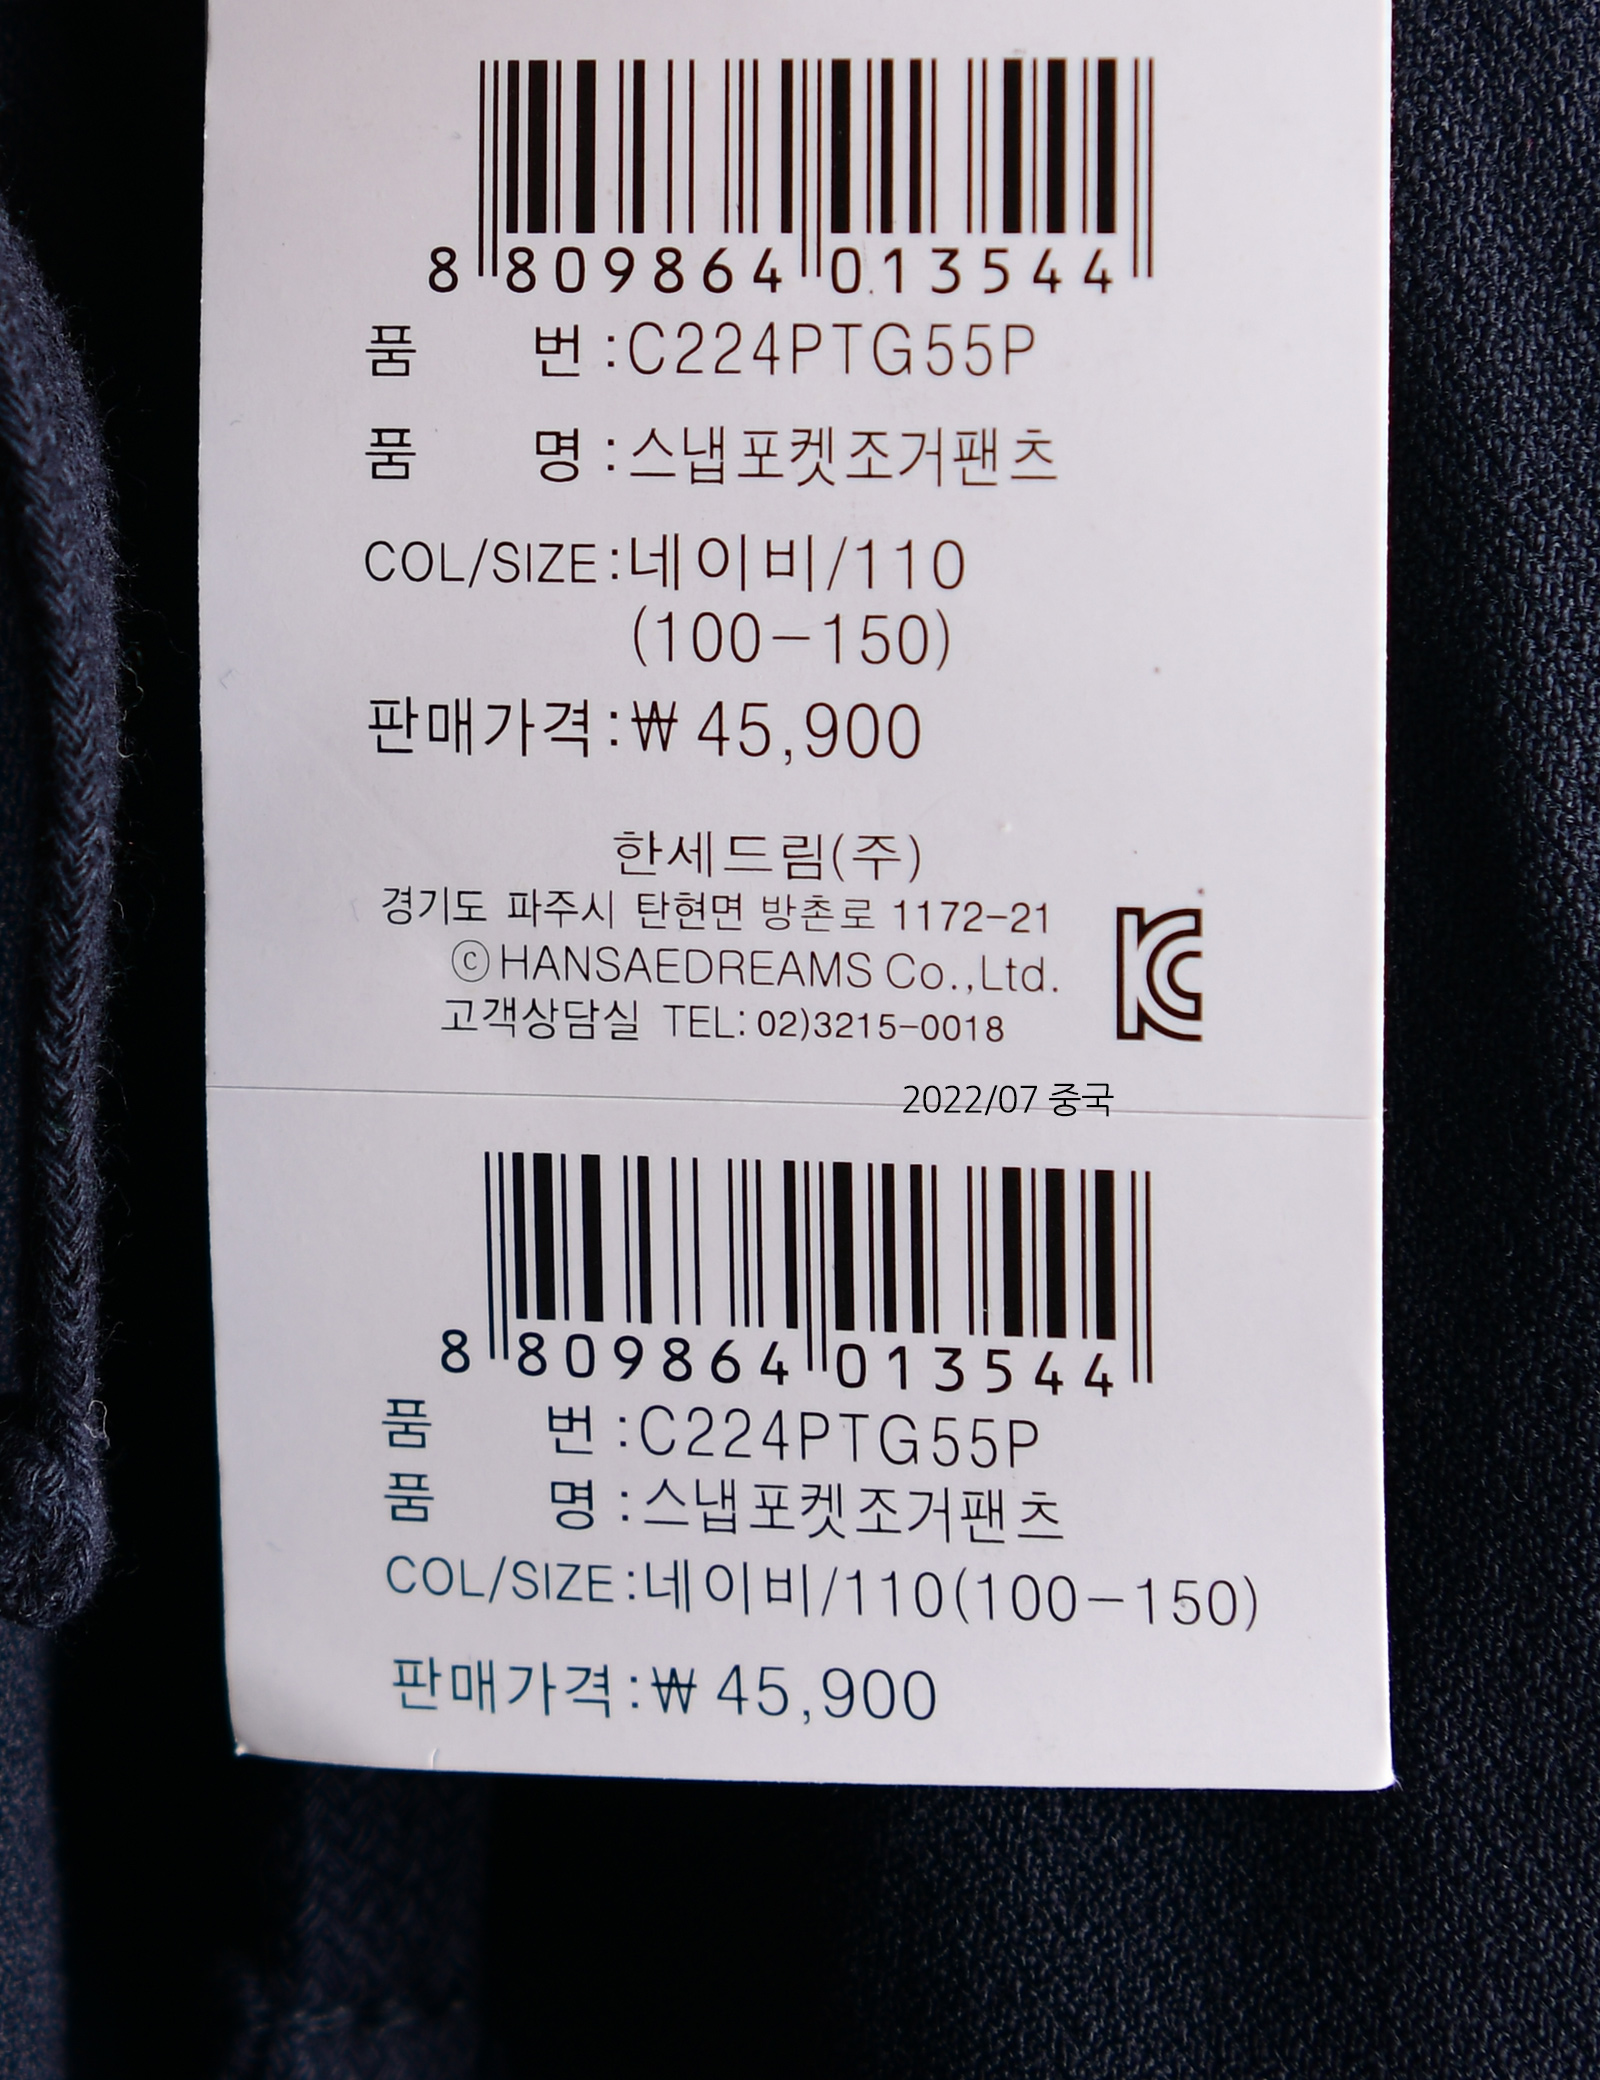 8 809864 013544
품 번 :C224PTG55P
품 명 :스냅포켓조거팬츠
COL/SIZE:네이비/110
(100-150)
판매가격:₩ 45,900
한세드림(주)
경기도 파주시 탄현면 방촌로 1172-21
ⓒHANSAEDREAMS Co.,Ltd.
고객상담실 TEL: 02)3215-0018
2022/07 중국
8 809864 013544
품 번 :C224PTG55P
품 명 :스냅포켓조거팬츠
COL/SIZE:네이비/110(100-150)
판매가격:₩ 45,900